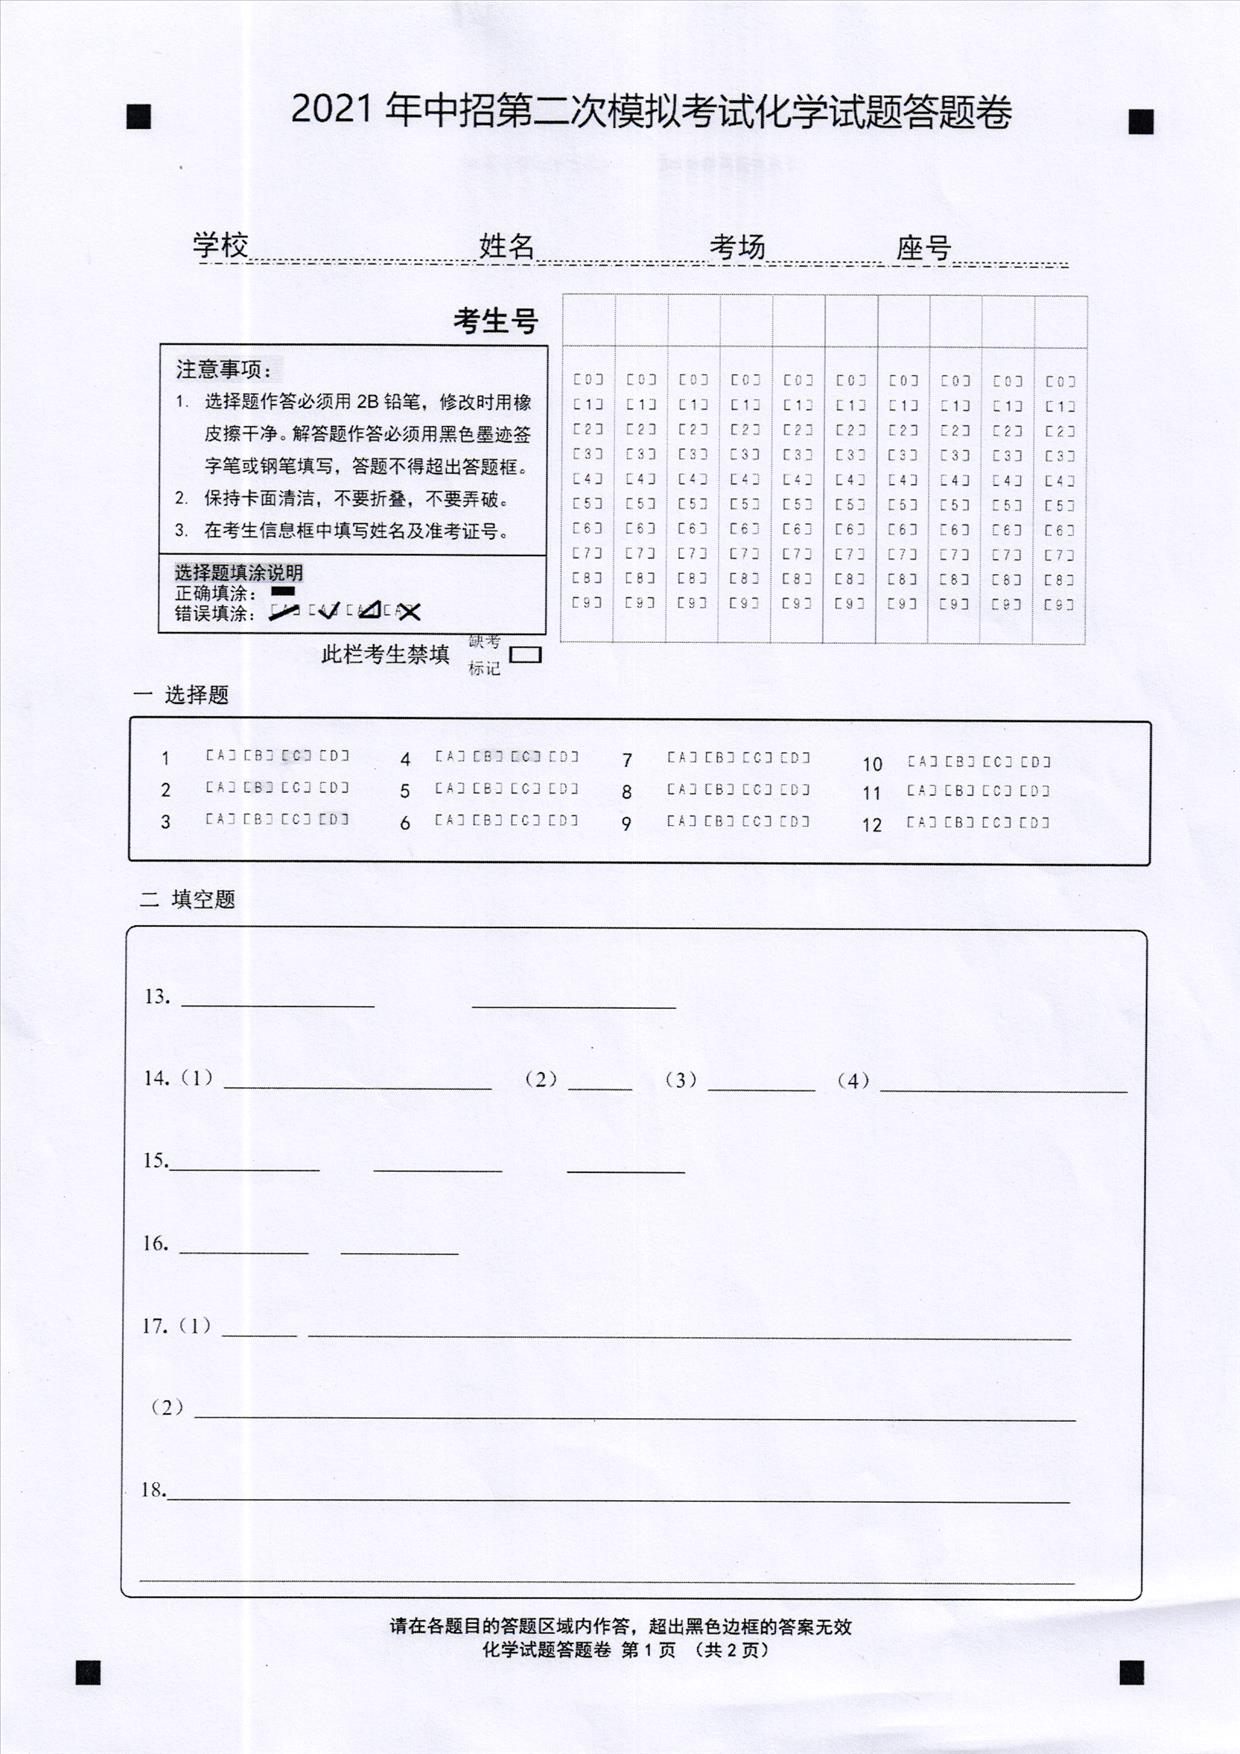 2021 年中招第二次模拟考试化学试题答题卷
学校 姓名 考场 座号
考生号
注意事项：
1. 选择题作答必须用 2B 铅笔，修改时用橡
皮擦干净。解答题作答必须用黑色墨迹签
字笔或钢笔填写，答题不得超出答题框。
2. 保持卡面清洁，不要折叠，不要弄破。
3. 在考生信息框中填写姓名及准考证号。
选择题填涂说明
正确填涂：
错误填涂： [A] [A] [A] [A]
[0] [0] [0] [0] [0] [0] [0] [0] [0] [0]
[1] [1] [1] [1] [1] [1] [1] [1] [1] [1]
[2] [2] [2] [2] [2] [2] [2] [2] [2] [2]
[3] [3] [3] [3] [3] [3] [3] [3] [3] [3]
[4] [4] [4] [4] [4] [4] [4] [4] [4] [4]
[5] [5] [5] [5] [5] [5] [5] [5] [5] [5]
[6] [6] [6] [6] [6] [6] [6] [6] [6] [6]
[7] [7] [7] [7] [7] [7] [7] [7] [7] [7]
[8] [8] [8] [8] [8] [8] [8] [8] [8] [8]
[9] [9] [9] [9] [9] [9] [9] [9] [9] [9]
此栏考生禁填 缺考
标记
一 选择题
1 [A] [B] [C] [D] 4 [A] [B] [C] [D] 7 [A] [B] [C] [D] 10 [A] [B] [C] [D]
2 [A] [B] [C] [D] 5 [A] [B] [C] [D] 8 [A] [B] [C] [D] 11 [A] [B] [C] [D]
3 [A] [B] [C] [D] 6 [A] [B] [C] [D] 9 [A] [B] [C] [D] 12 [A] [B] [C] [D]
二 填空题
13.
14.（1） （2） （3） （4）
15.
16.
17.（1）
（2）
18.
请在各题目的答题区域内作答，超出黑色边框的答案无效
化学试题答题卷 第 1 页 （共 2 页）